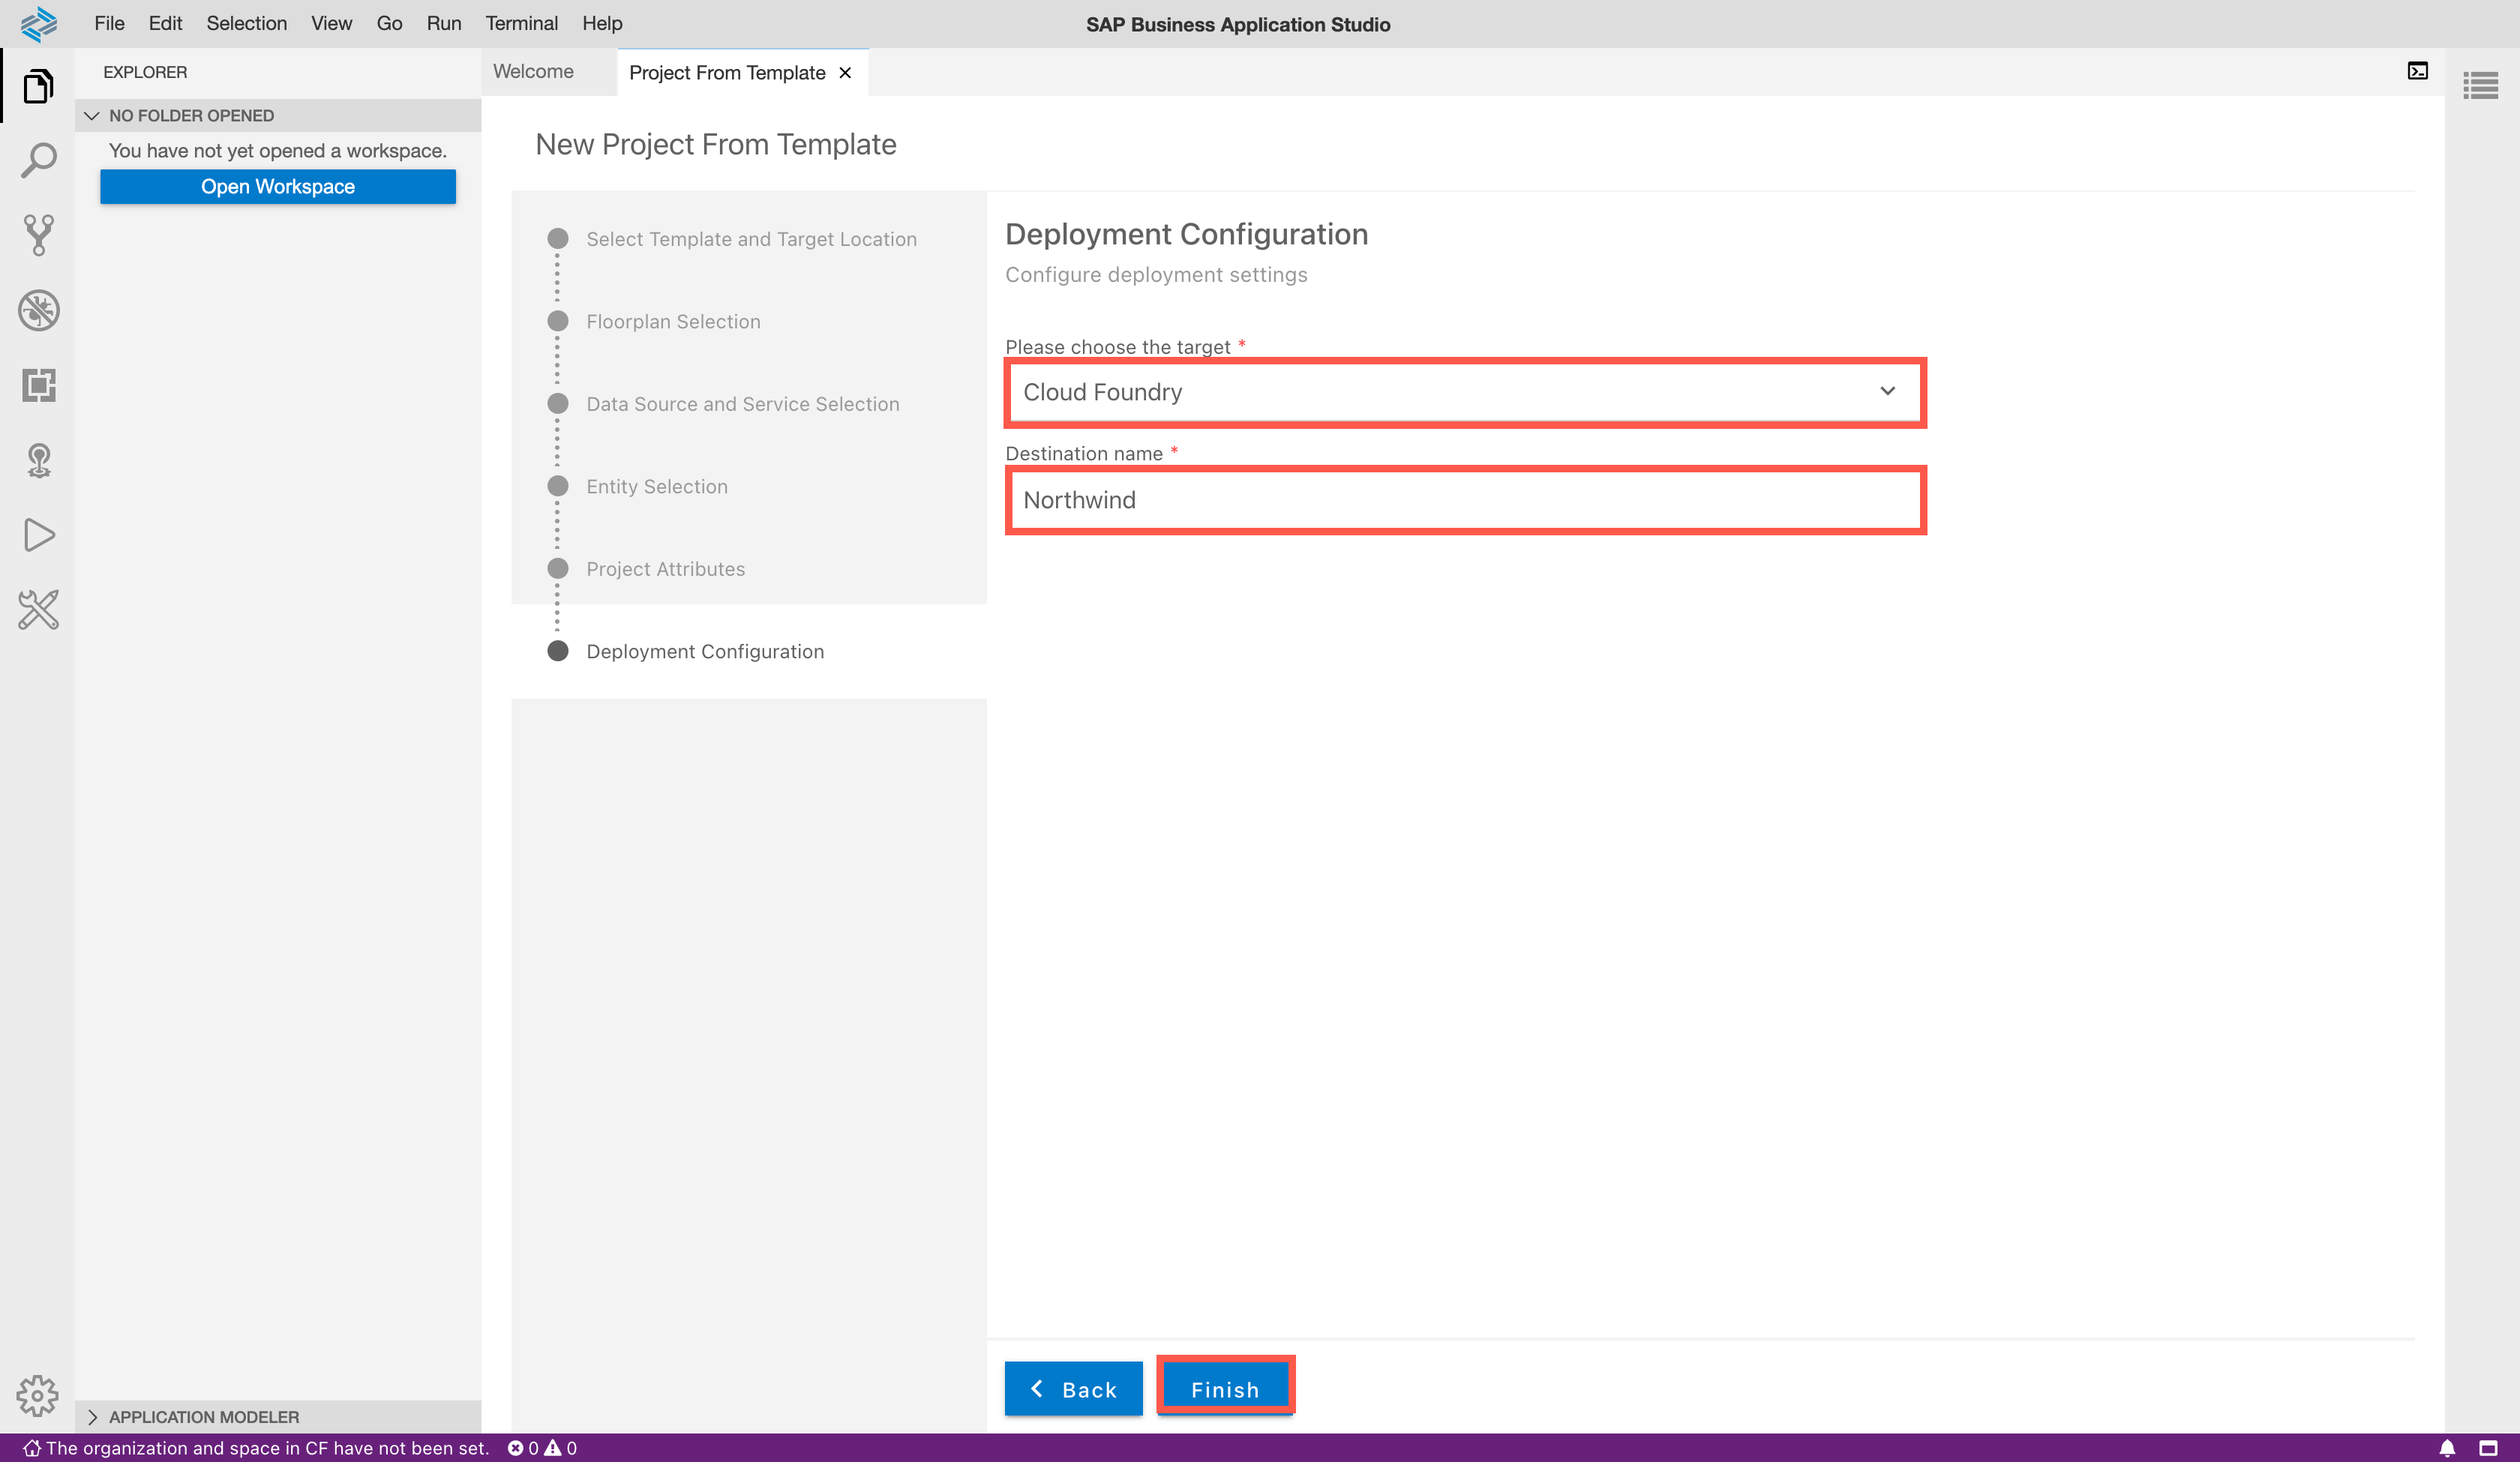 File Edit Selection View Go Run Terminal Help
SAP Business Application Studio
EXPLORER
NO FOLDER OPENED
You have not yet opened a workspace.
Open Workspace
Welcome
Project From Template
New Project From Template
Select Template and Target Location
Floorplan Selection
Data Source and Service Selection
Entity Selection
Project Attributes
Deployment Configuration
Deployment Configuration
Configure deployment settings
Please choose the target *
Cloud Foundry
Destination name *
Northwind
Back
Finish
APPLICATION MODELER
The organization and space in CF have not been set. 0 0